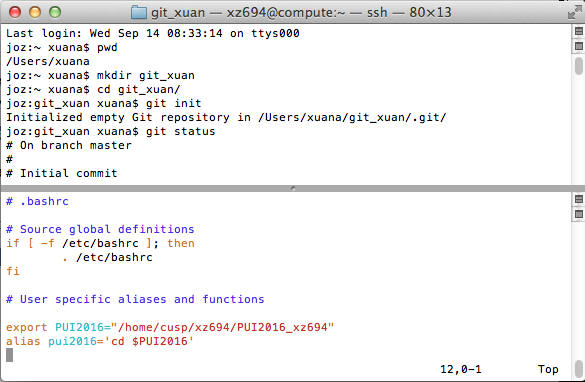 git_xuan — xz694@compute:~ — ssh — 80×13
Last login: Wed Sep 14 08:33:14 on ttys000
joz:~ xuana$ pwd
/Users/xuana
joz:~ xuana$ mkdir git_xuan
joz:~ xuana$ cd git_xuan/
joz:git_xuan xuana$ git init
Initialized empty Git repository in /Users/xuana/git_xuan/.git/
joz:git_xuan xuana$ git status
# On branch master
#
# Initial commit
# .bashrc
# Source global definitions
if [ -f /etc/bashrc ]; then
        . /etc/bashrc
fi
# User specific aliases and functions
export PUI2016="/home/cusp/xz694/PUI2016_xz694"
alias pui2016='cd $PUI2016'
12,0-1 Top